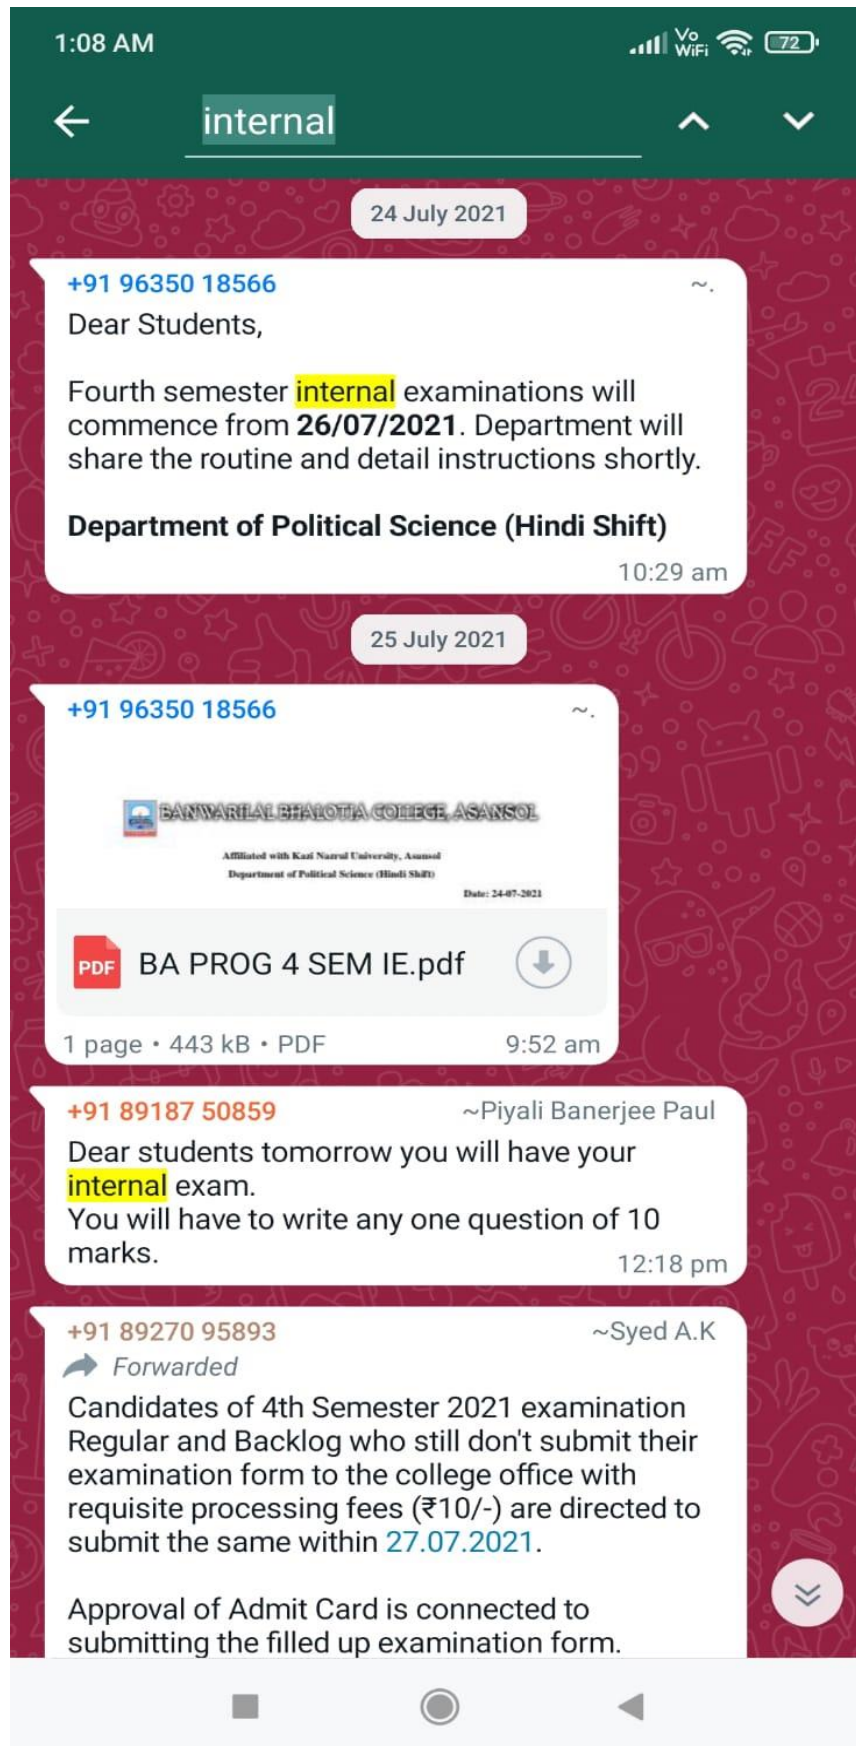 1:08 AM
Vo
WiFi
72
internal
24 July 2021
+91 96350 18566 ~.
Dear Students,
Fourth semester internal examinations will
commence from 26/07/2021. Department will
share the routine and detail instructions shortly.
Department of Political Science (Hindi Shift)
10:29 am
25 July 2021
+91 96350 18566 ~.
BANWARILAL BHALOTIA COLLEGE, ASANSOL
Affiliated with Kazi Nazrul University, Asansol
Department of Political Science (Hindi Shift)
Date: 24-07-2021
PDF BA PROG 4 SEM IE.pdf
1 page • 443 kB • PDF 9:52 am
+91 89187 50859 ~Piyali Banerjee Paul
Dear students tomorrow you will have your
internal exam.
You will have to write any one question of 10
marks.
12:18 pm
+91 89270 95893 ~Syed A.K
Forwarded
Candidates of 4th Semester 2021 examination
Regular and Backlog who still don't submit their
examination form to the college office with
requisite processing fees (₹10/-) are directed to
submit the same within 27.07.2021.
Approval of Admit Card is connected to
submitting the filled up examination form.